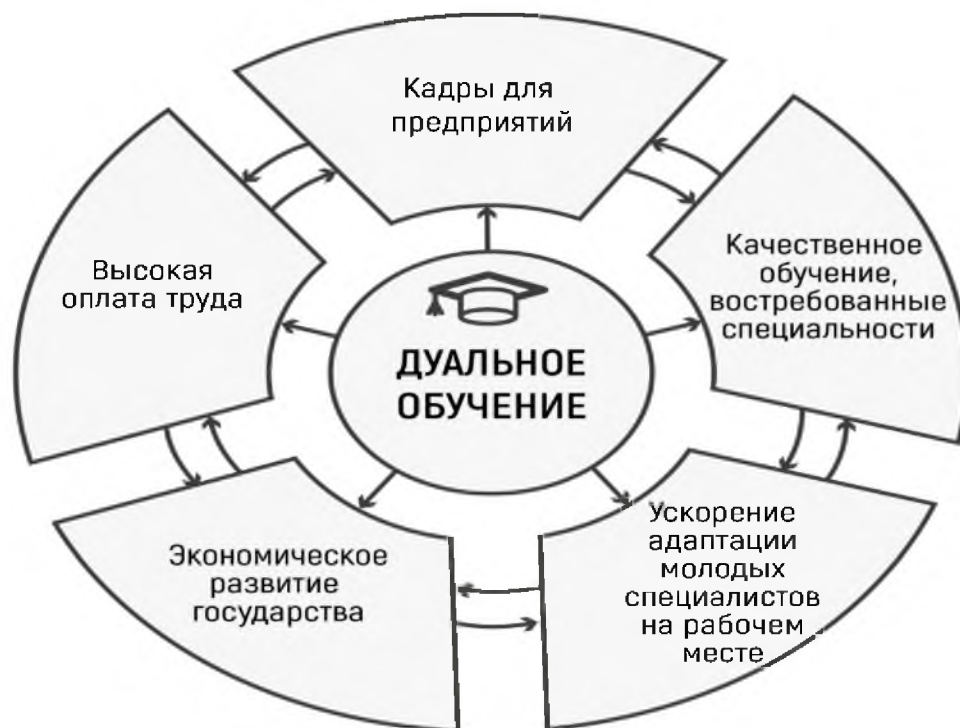 Кадры для
предприятий
Высокая
оплата труда
Качественное
обучение,
востребованные
специальности
ДУАЛЬНОЕ
ОБУЧЕНИЕ
Экономическое
развитие
государства
Ускорение
адаптации
молодых
специалистов
на рабочем
месте